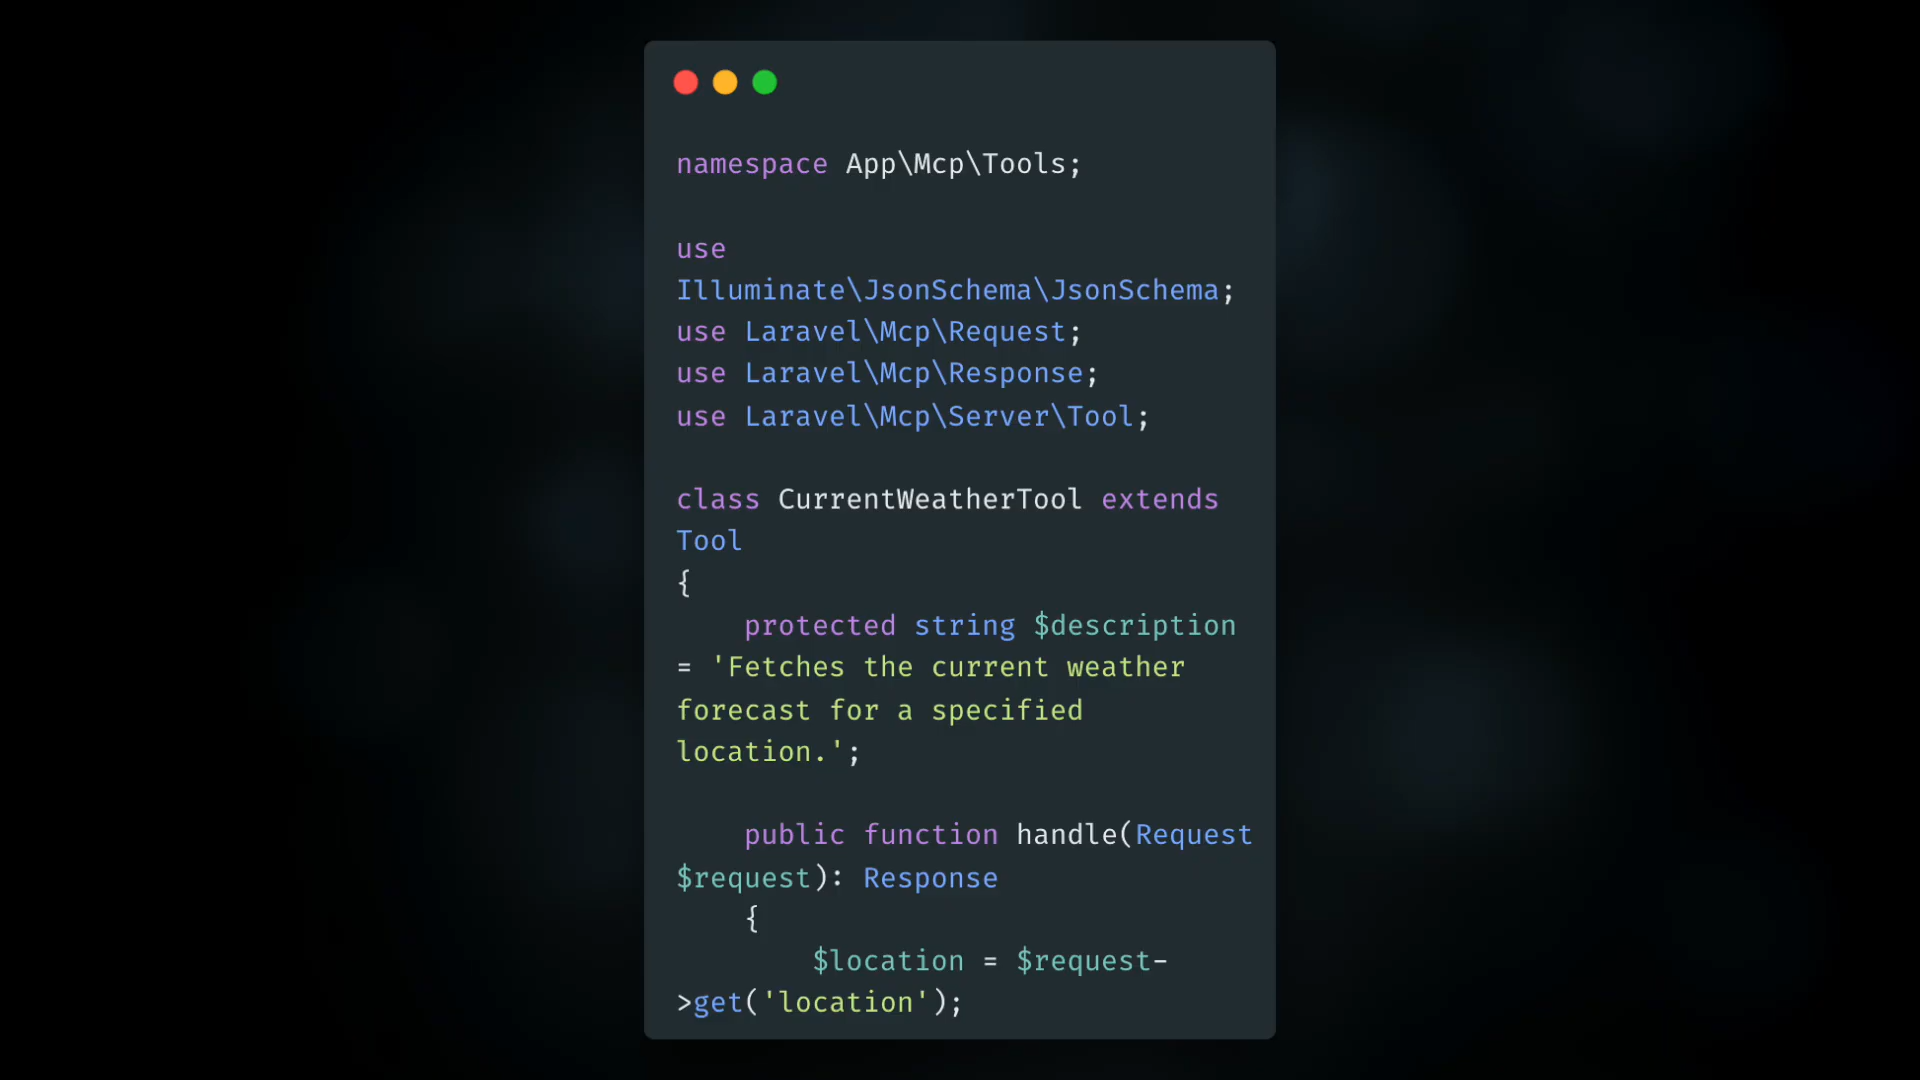 namespace App\Mcp\Tools;
use
Illuminate\JsonSchema\JsonSchema;
use Laravel\Mcp\Request;
use Laravel\Mcp\Response;
use Laravel\Mcp\Server\Tool;
class CurrentWeatherTool extends
Tool
{
    protected string $description
= 'Fetches the current weather
forecast for a specified
location.';
    public function handle(Request
$request): Response
    {
        $location = $request-
>get('location');